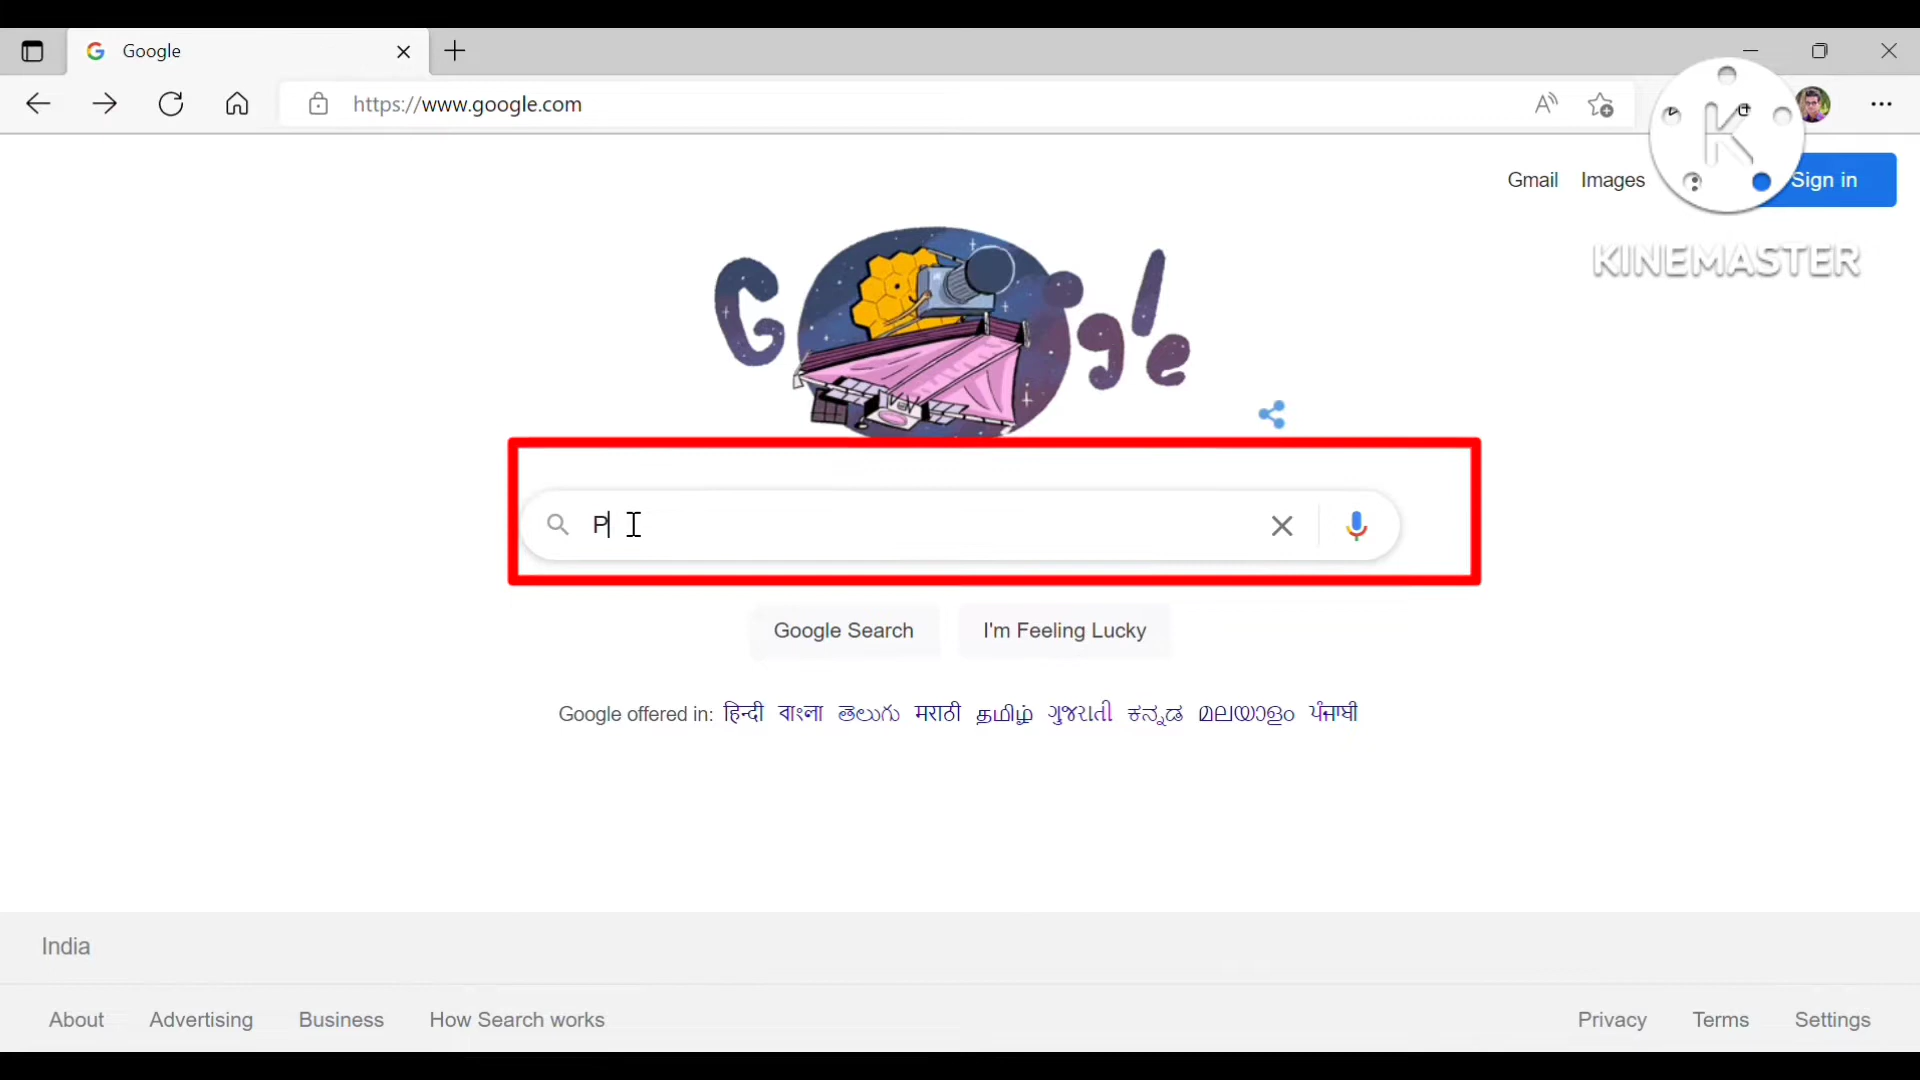 Google
https://www.google.com
Gmail Images Sign in
K
KINEMASTER
Google
P
Google Search I'm Feeling Lucky
Google offered in: हिन्दी বাংলা తెలుగు मराठी தமிழ் ગુજરાતી ಕನ್ನಡ മലയാളം ਪੰਜਾਬੀ
India
About Advertising Business How Search works Privacy Terms Settings